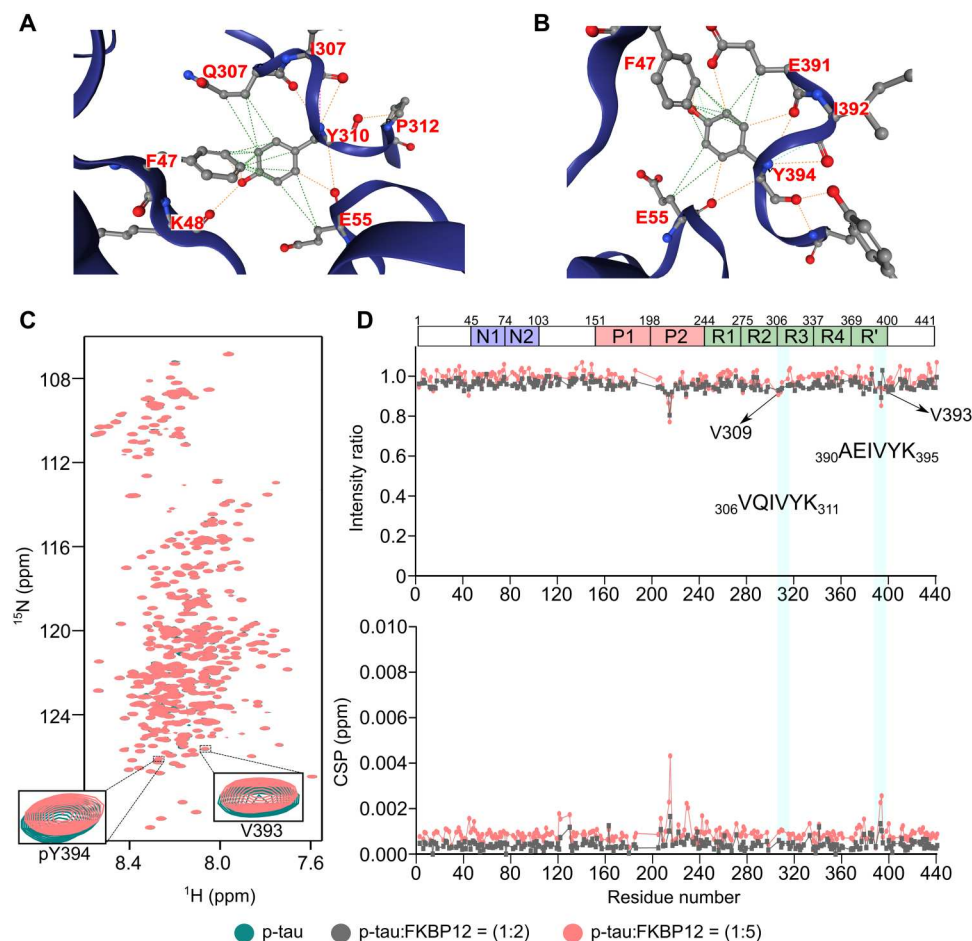 A
I307
Q307
Y310
P312
F47
K48
E55
B
F47
E391
I392
Y394
E55
C
108
112
116
120
124
15N (ppm)
pY394
V393
8.4 8.0 7.6
1H (ppm)
D
1 45 74 103 151 198 244 275 306 337 369 400 441
N1 N2 P1 P2 R1 R2 R3 R4 R'
1.0
0.8
0.6
0.4
0.2
0
Intensity ratio
V309
V393
390AEIVYK395
306VQIVYK311
0 40 80 120 160 200 240 280 320 360 400 440
0.010
0.008
0.006
0.004
0.002
0.000
CSP (ppm)
0 40 80 120 160 200 240 280 320 360 400 440
Residue number
p-tau p-tau:FKBP12 = (1:2) p-tau:FKBP12 = (1:5)